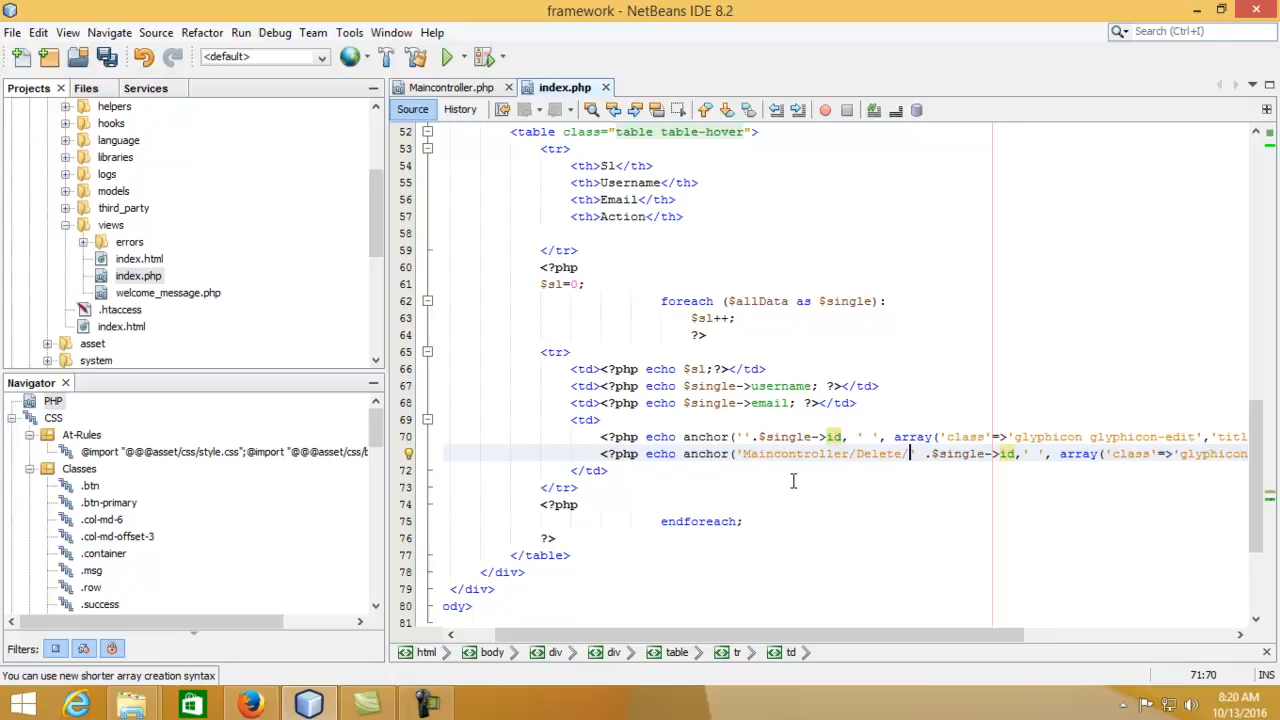 framework - NetBeans IDE 8.2
File Edit View Navigate Source Refactor Run Debug Team Tools Window Help
Search (Ctrl+I)
<default>
Projects Files Services
Maincontroller.php index.php
Source History
helpers
hooks
language
libraries
logs
models
third_party
views
errors
index.html
index.php
welcome_message.php
.htaccess
index.html
asset
system
Navigator
PHP
CSS
At-Rules
@import "@@@asset/css/style.css"; @import "@@@asset/css/b
Classes
.btn
.btn-primary
.col-md-6
.col-md-offset-3
.container
.msg
.row
.success
Filters:
52 <table class="table table-hover">
53 <tr>
54 <th>Sl</th>
55 <th>Username</th>
56 <th>Email</th>
57 <th>Action</th>
58
59 </tr>
60 <?php
61 $sl=0;
62 foreach ($allData as $single):
63 $sl++;
64 ?>
65 <tr>
66 <td><?php echo $sl;?></td>
67 <td><?php echo $single->username; ?></td>
68 <td><?php echo $single->email; ?></td>
69 <td>
70 <?php echo anchor(''.$single->id, ' ', array('class'=>'glyphicon glyphicon-edit','titl
<?php echo anchor('Maincontroller/Delete/' .$single->id,' ', array('class'=>'glyphicon
72 </td>
73 </tr>
74 <?php
75 endforeach;
76 ?>
77 </table>
78 </div>
79 </div>
80 ody>
81
html body div div table tr td
You can use new shorter array creation syntax
71:70 INS
8:20 AM
10/13/2016